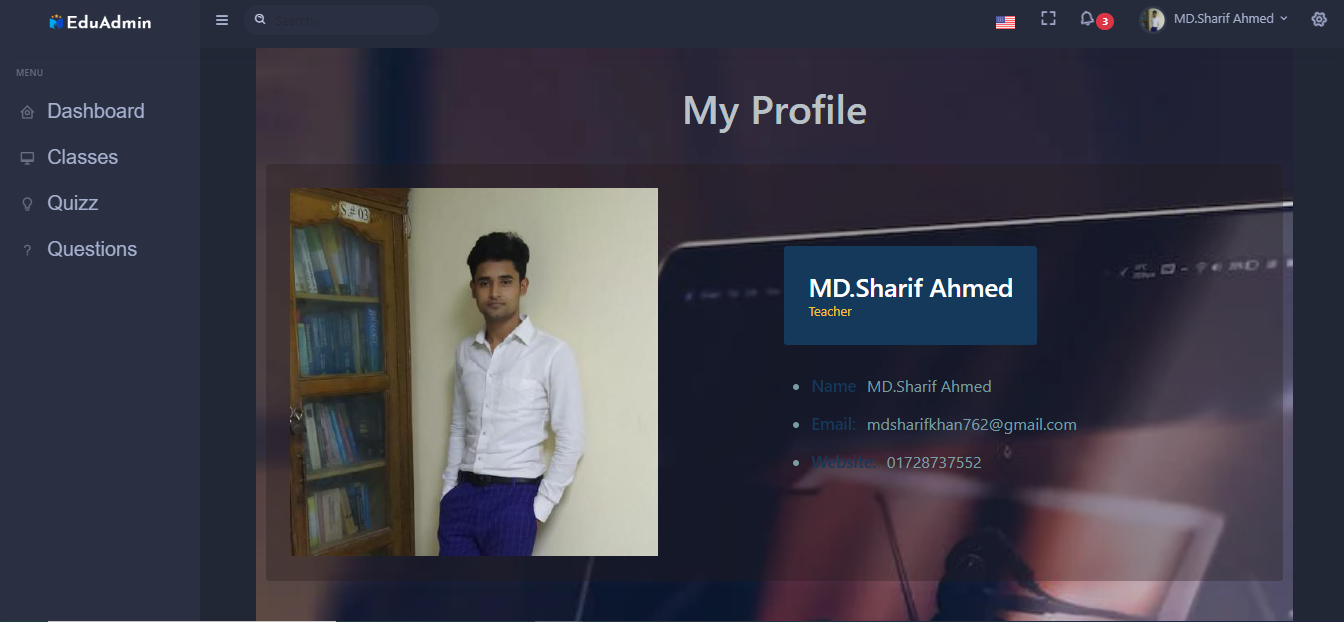 EduAdmin
Search...
3
MD.Sharif Ahmed
MENU
Dashboard
Classes
Quizz
Questions
My Profile
S.# 03
MD.Sharif Ahmed
Teacher
Name MD.Sharif Ahmed
Email: mdsharifkhan762@gmail.com
Website: 01728737552